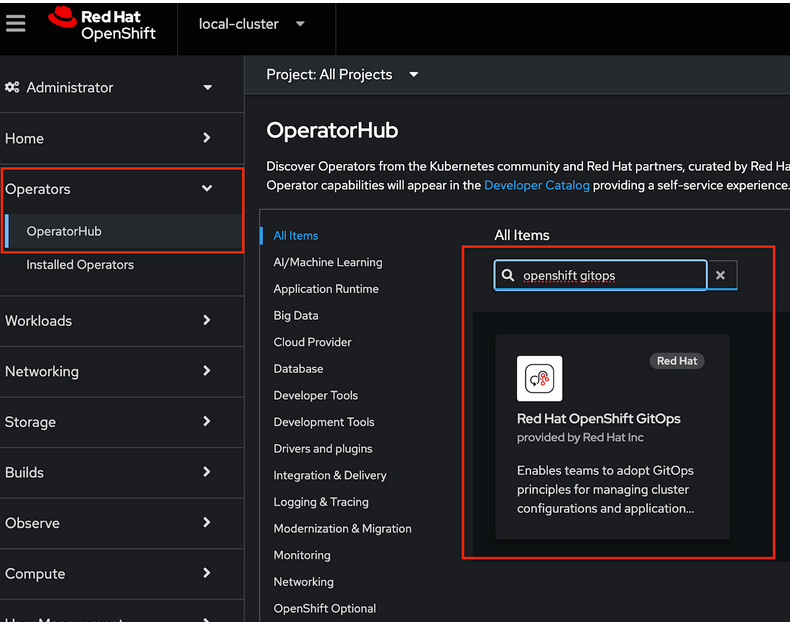 Red Hat
OpenShift
local-cluster
Administrator
Home
Operators
OperatorHub
Installed Operators
Workloads
Networking
Storage
Builds
Observe
Compute
User Management
Project: All Projects
OperatorHub
Discover Operators from the Kubernetes community and Red Hat partners, curated by Red Ha
Operator capabilities will appear in the Developer Catalog providing a self-service experience.
All Items
AI/Machine Learning
Application Runtime
Big Data
Cloud Provider
Database
Developer Tools
Development Tools
Drivers and plugins
Integration & Delivery
Logging & Tracing
Modernization & Migration
Monitoring
Networking
OpenShift Optional
All Items
openshift gitops
Red Hat
Red Hat OpenShift GitOps
provided by Red Hat Inc
Enables teams to adopt GitOps
principles for managing cluster
configurations and application...